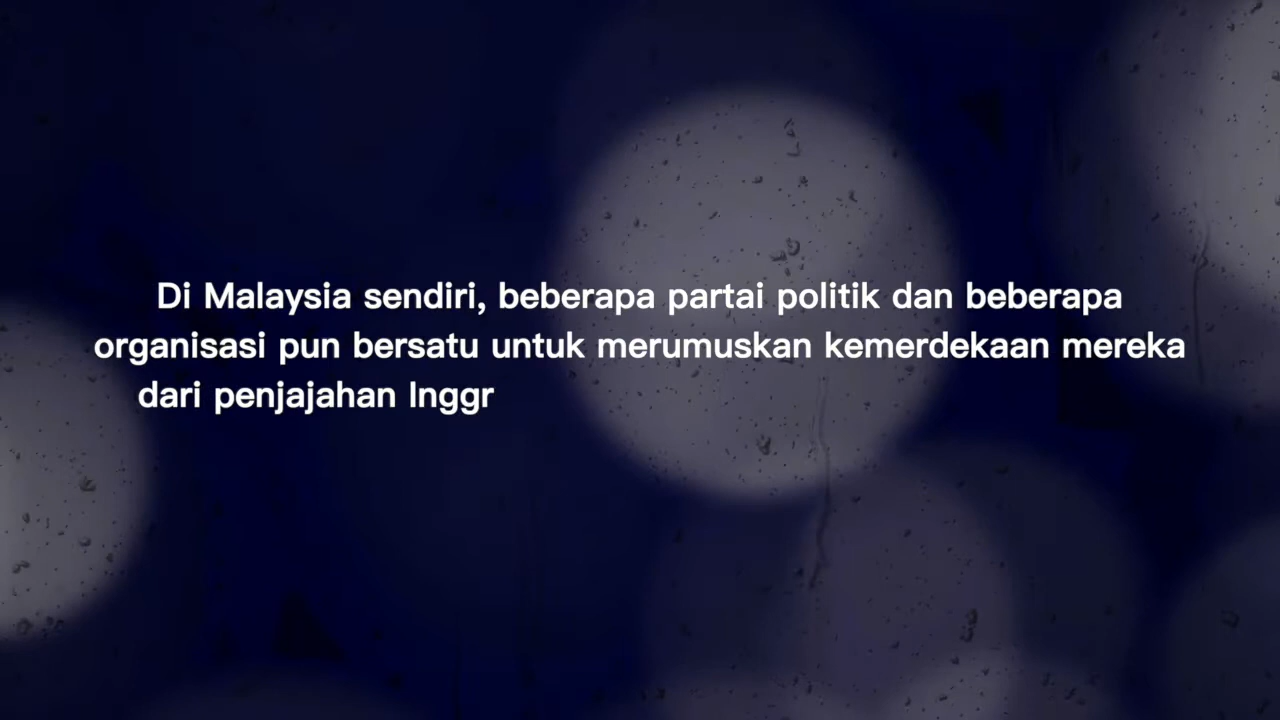 Di Malaysia sendiri, beberapa partai politik dan beberapa
organisasi pun bersatu untuk merumuskan kemerdekaan mereka
dari penjajahan Inggr